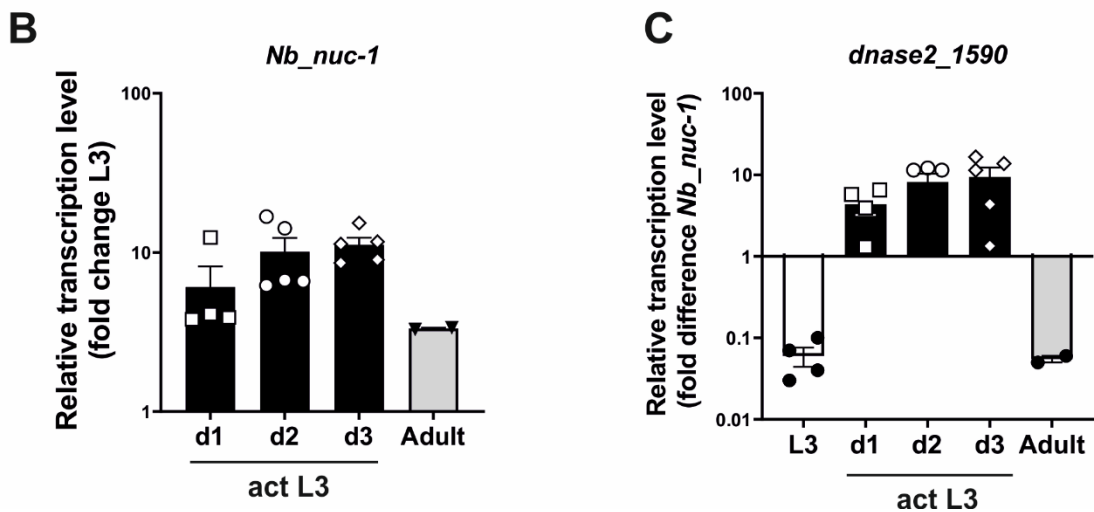 B
Nb_nuc-1
Relative transcription level
(fold change L3)
100
10
1
d1 d2 d3 Adult
act L3
C
dnase2_1590
Relative transcription level
(fold difference Nb_nuc-1)
100
10
1
0.1
0.01
L3 d1 d2 d3 Adult
act L3